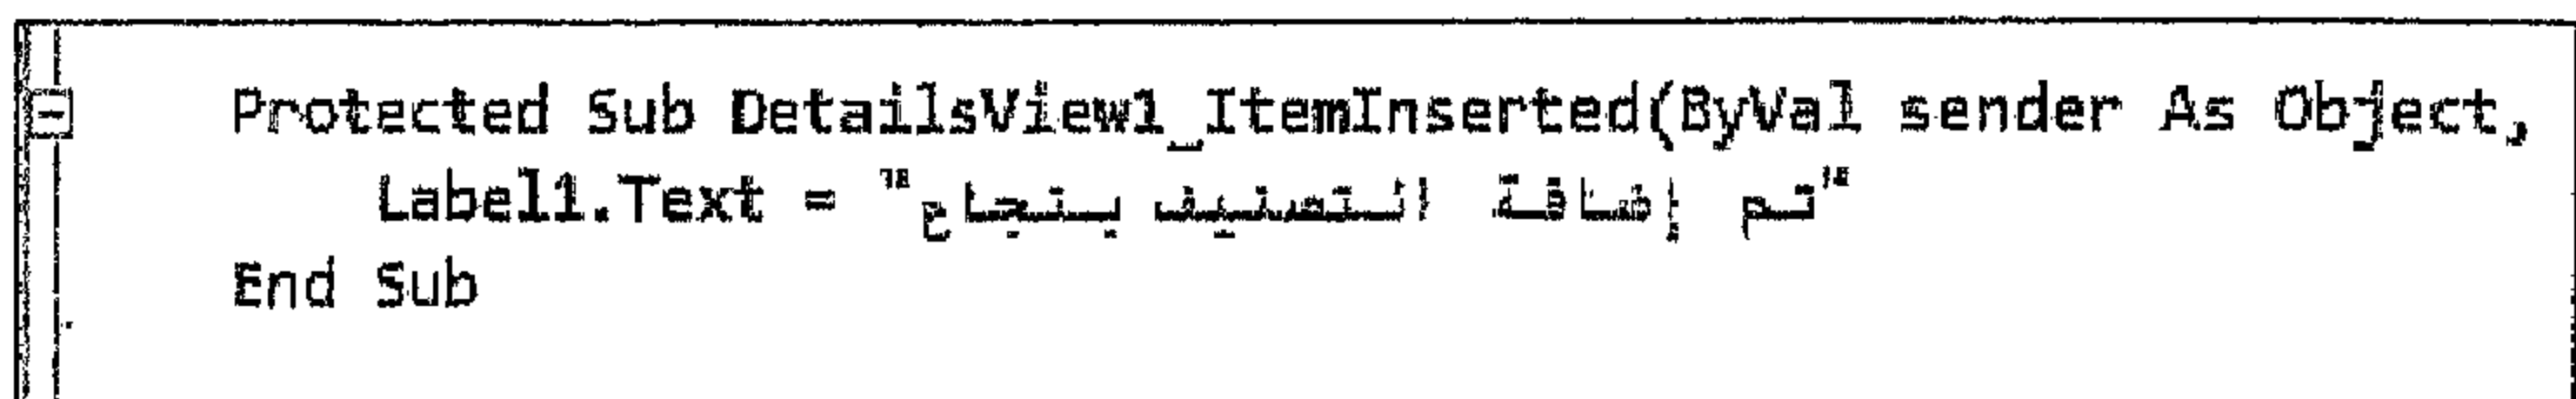 Protected Sub DetailsView1_ItemInserted(ByVal sender As Object,
Label1.Text = "تم إضافة التصنيف بنجاح"
End Sub